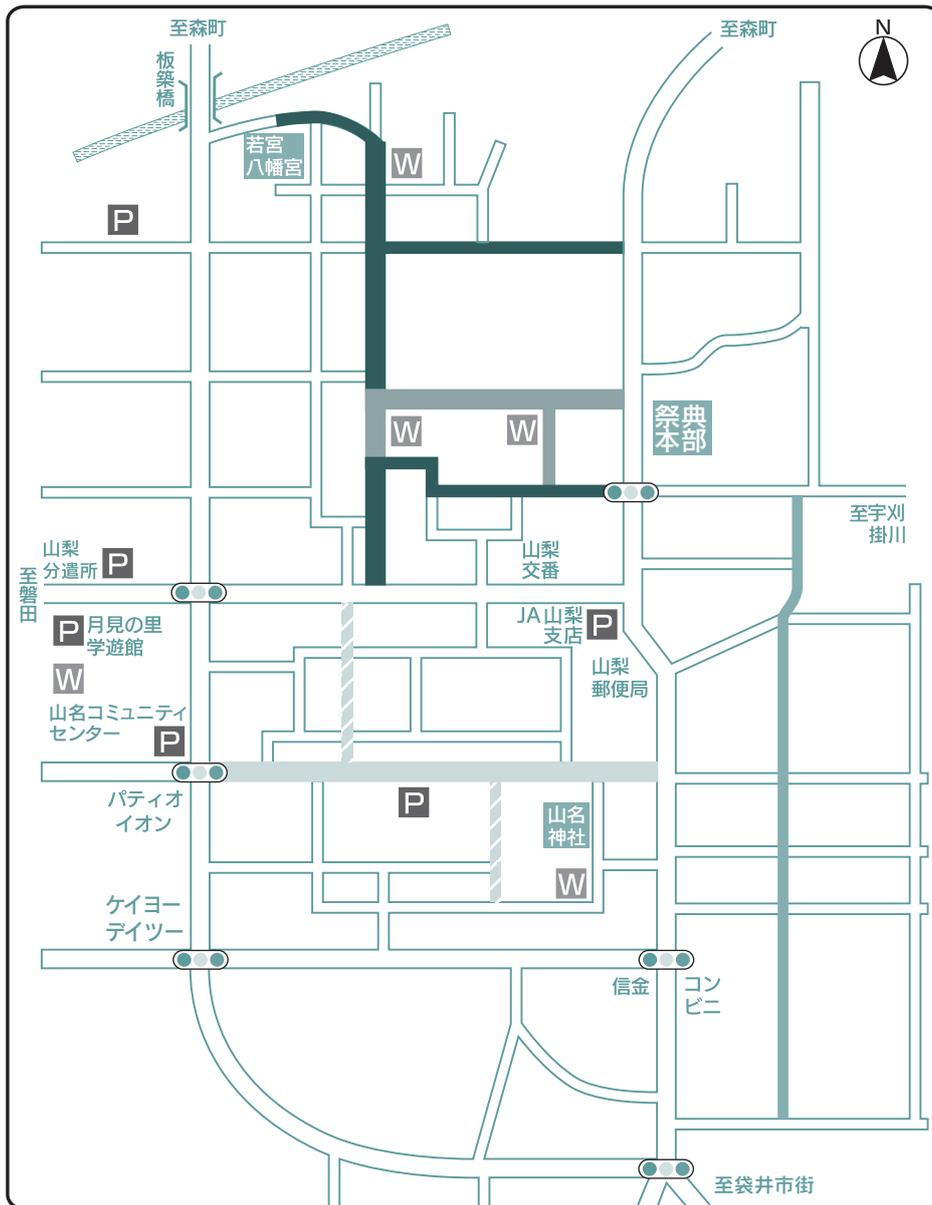 至森町
至森町
N
板築橋
若宮
八幡宮
W
P
W
W
祭典
本部
至宇刈
掛川
山梨
分遣所
P
至磐田
山梨
交番
P
月見の里
学遊館
JA山梨
支店
P
W
山梨
郵便局
山名コミュニティ
センター
P
パティオ
イオン
P
山名
神社
W
ケイヨー
デイツー
信金
コン
ビニ
至袋井市街